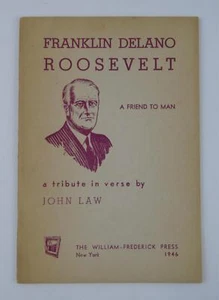 FRANKLIN DELANO
ROOSEVELT
A FRIEND TO MAN
a tribute in verse by
JOHN LAW
THE WILLIAM-FREDERICK PRESS
New York 1946